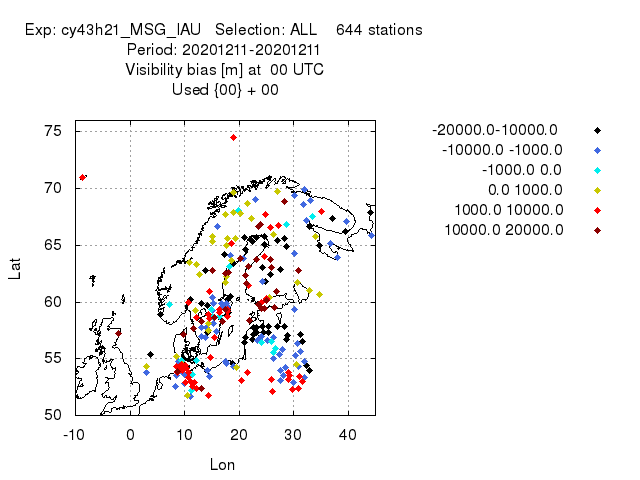 Exp: cy43h21_MSG_IAU Selection: ALL 644 stations
Period: 20201211-20201211
Visibility bias [m] at 00 UTC
Used {00} + 00
-20000.0-10000.0
-10000.0 -1000.0
-1000.0 0.0
0.0 1000.0
1000.0 10000.0
10000.0 20000.0
75
70
65
60
55
50
Lat
-10 0 10 20 30 40
Lon